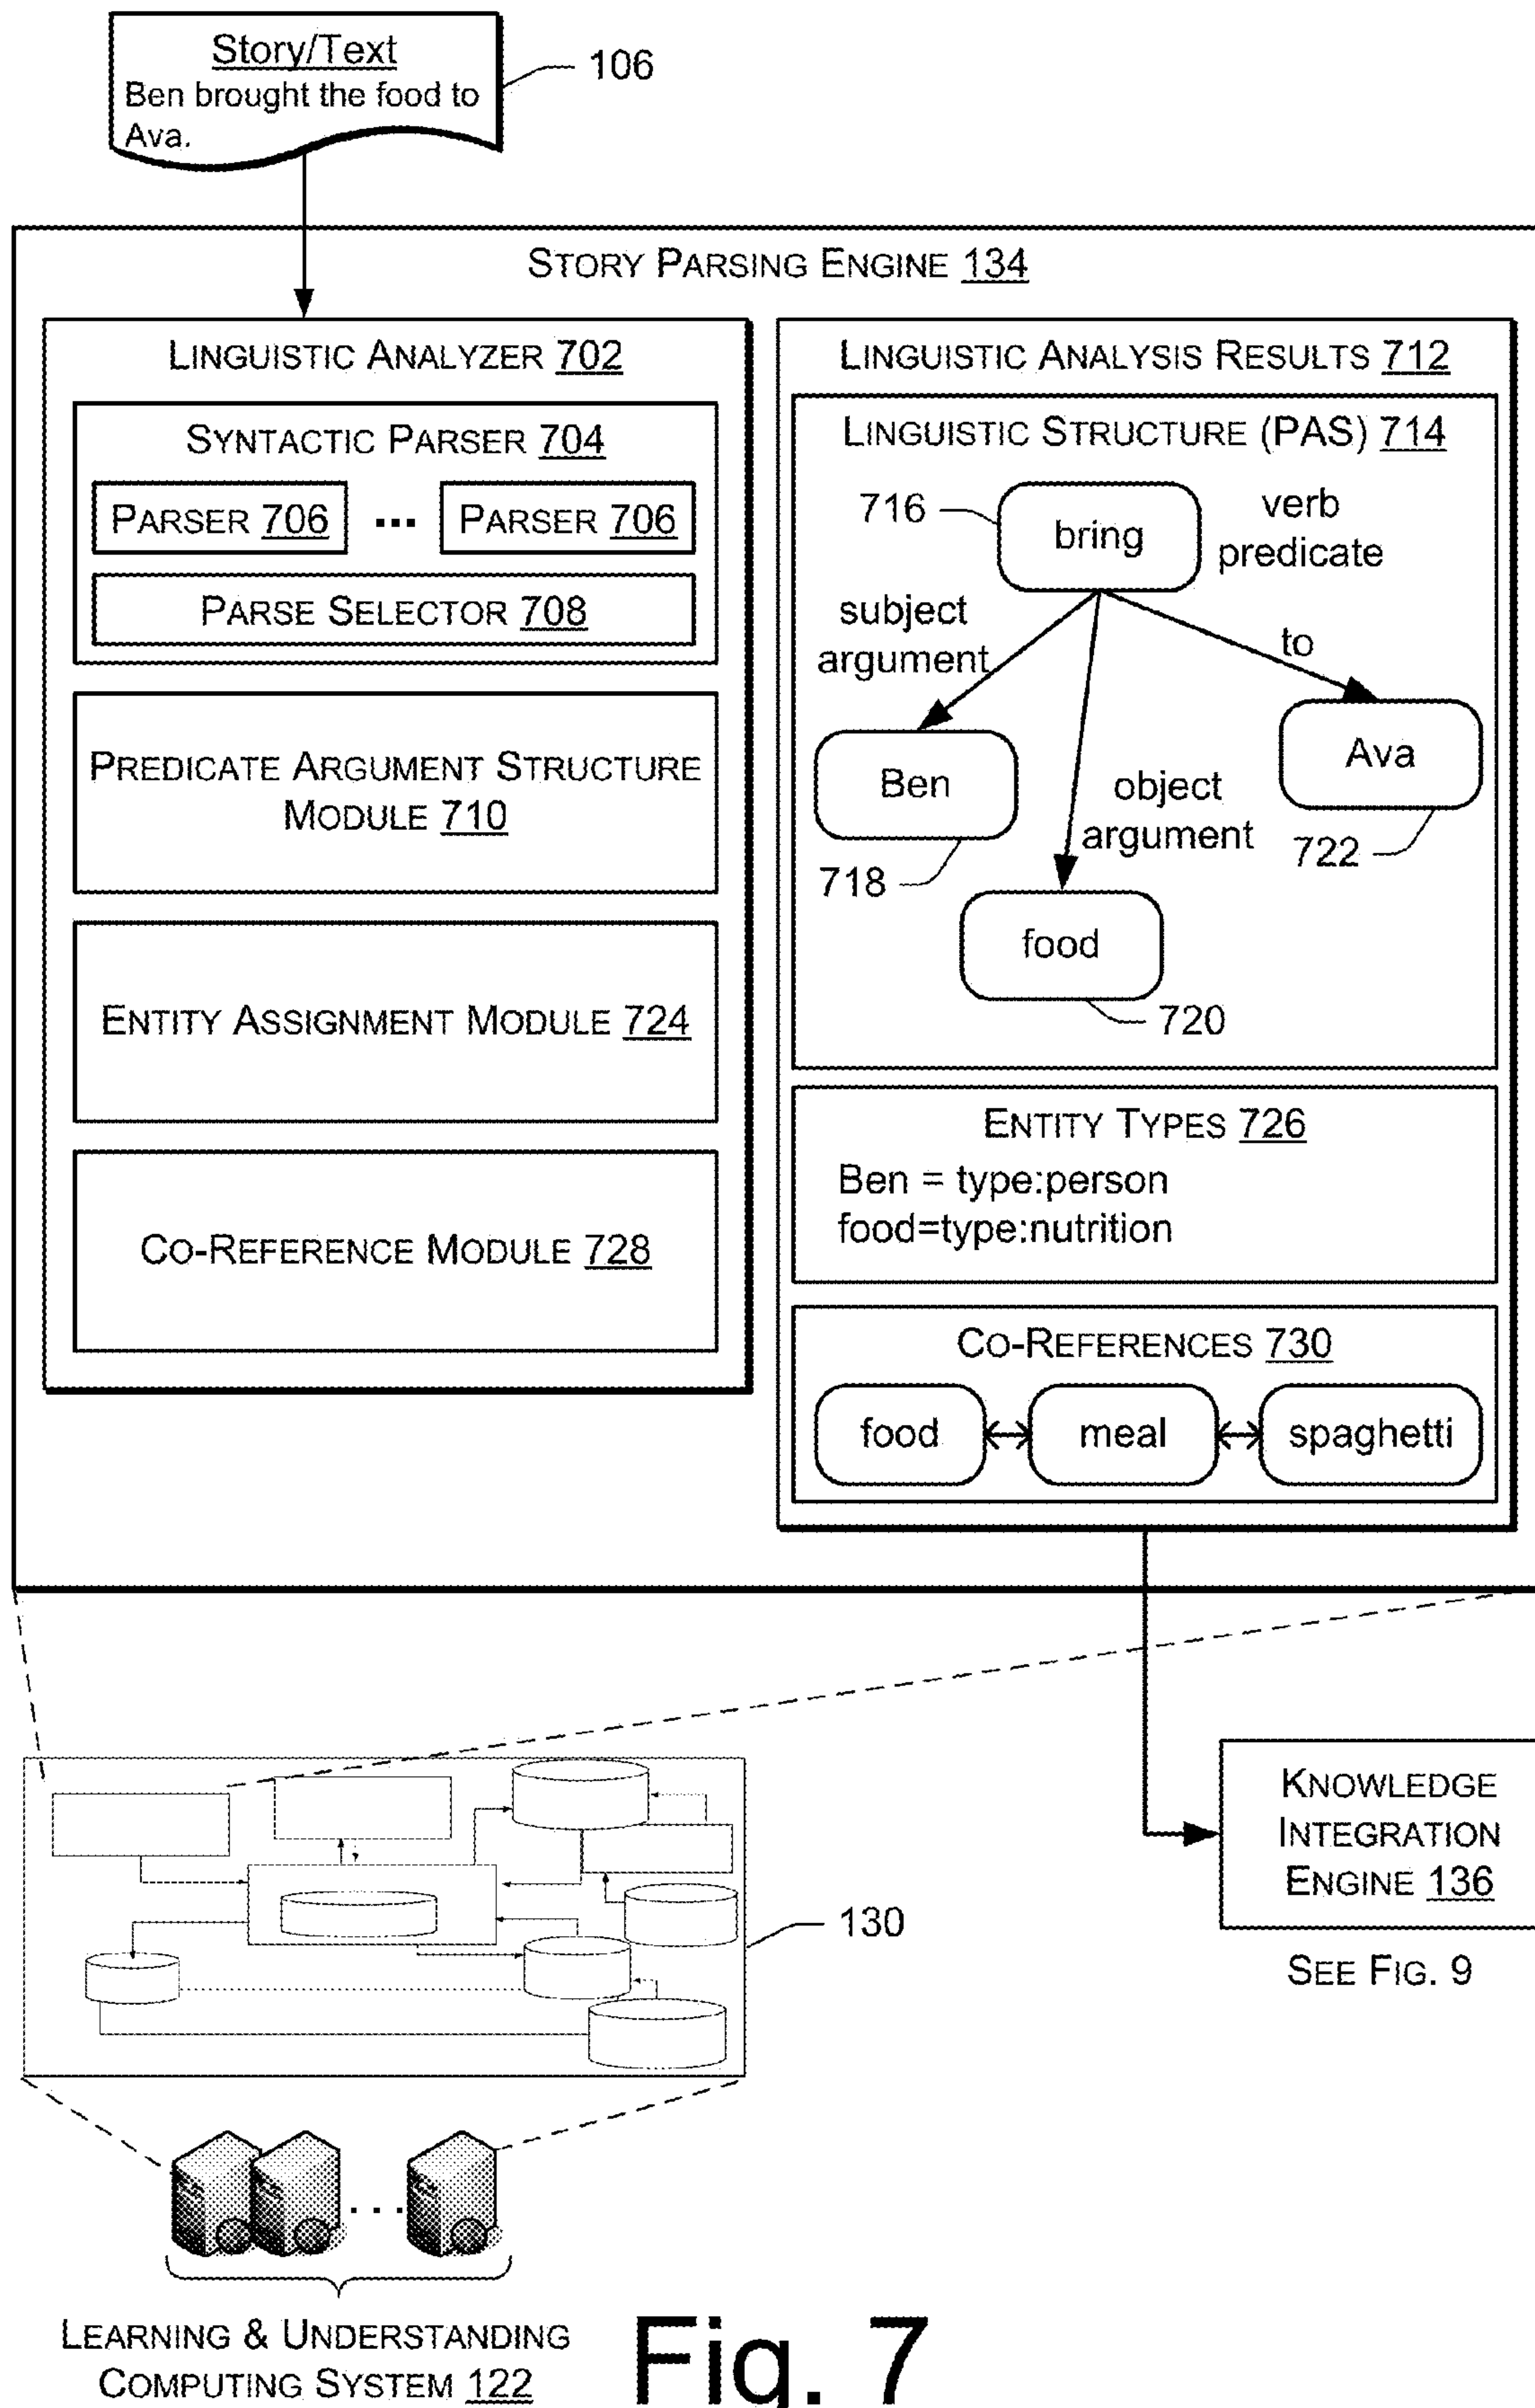 Story/Text
Ben brought the food to
Ava.
106
STORY PARSING ENGINE 134
LINGUISTIC ANALYZER 702
SYNTACTIC PARSER 704
PARSER 706 ... PARSER 706
PARSE SELECTOR 708
PREDICATE ARGUMENT STRUCTURE
MODULE 710
ENTITY ASSIGNMENT MODULE 724
CO-REFERENCE MODULE 728
LINGUISTIC ANALYSIS RESULTS 712
LINGUISTIC STRUCTURE (PAS) 714
716
bring
verb
predicate
subject
argument
to
Ben
718
object
argument
Ava
722
food
720
ENTITY TYPES 726
Ben = type:person
food=type:nutrition
CO-REFERENCES 730
food
meal
spaghetti
KNOWLEDGE
INTEGRATION
ENGINE 136
SEE FIG. 9
130
...
LEARNING & UNDERSTANDING
COMPUTING SYSTEM 122
Fig. 7